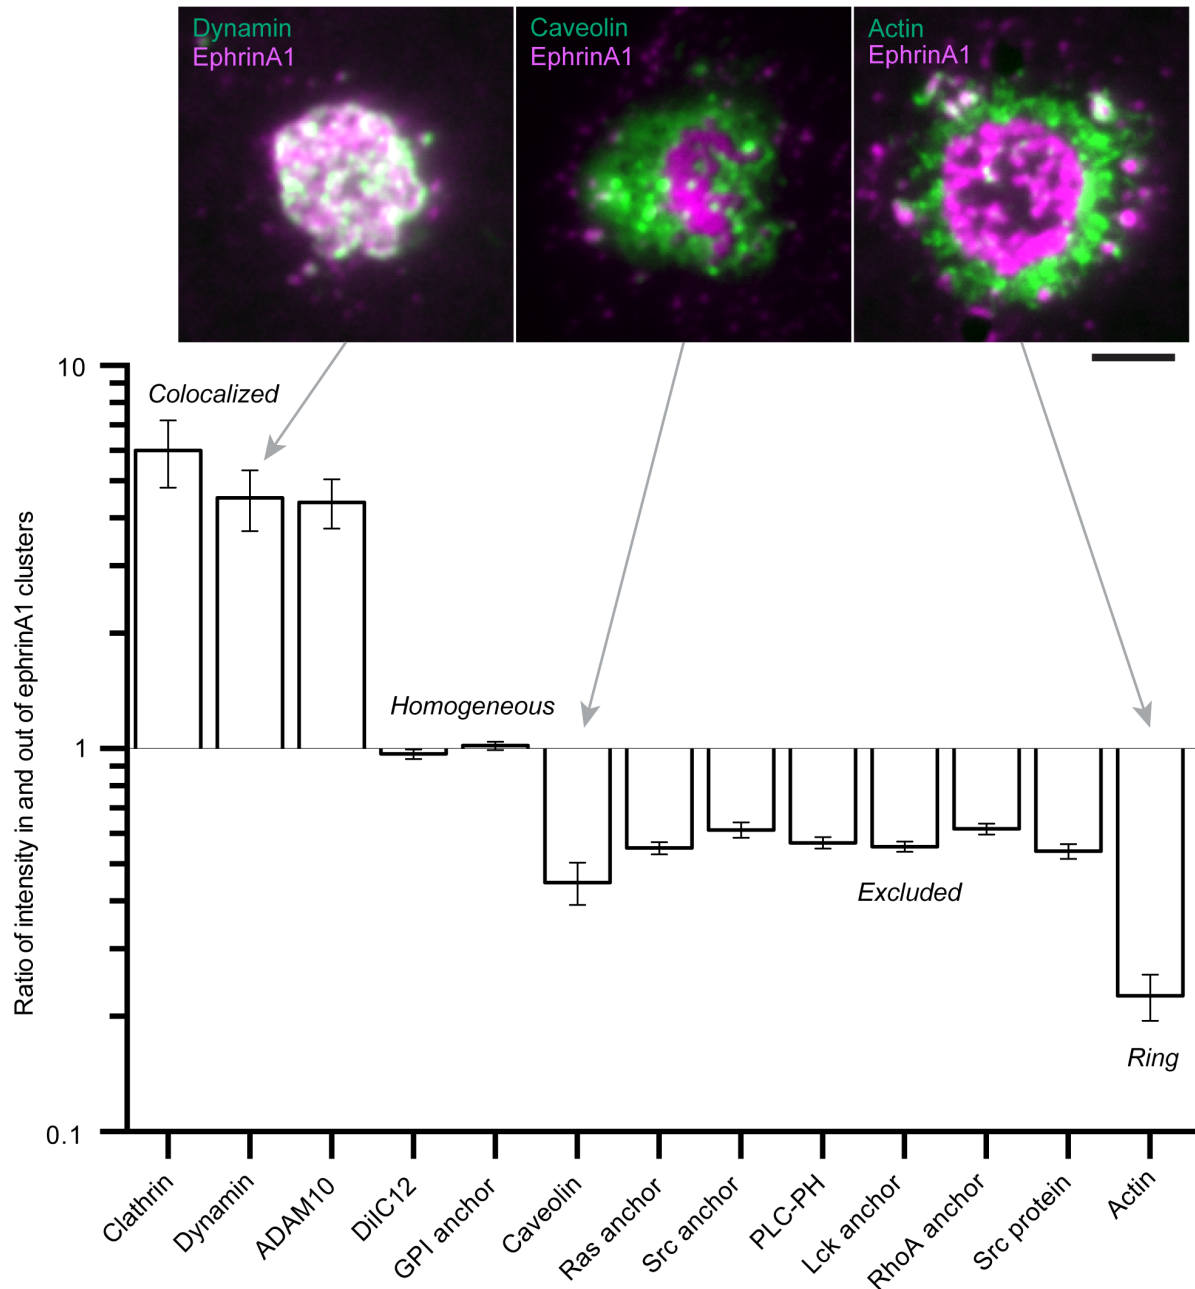 Dynamin
EphrinA1
Caveolin
EphrinA1
Actin
EphrinA1
10
Colocalized
Homogeneous
1
Excluded
Ring
0.1
Ratio of intensity in and out of ephrinA1 clusters
Clathrin
Dynamin
ADAM10
DilC12
GPI anchor
Caveolin
Ras anchor
Src anchor
PLC-PH
Lck anchor
RhoA anchor
Src protein
Actin